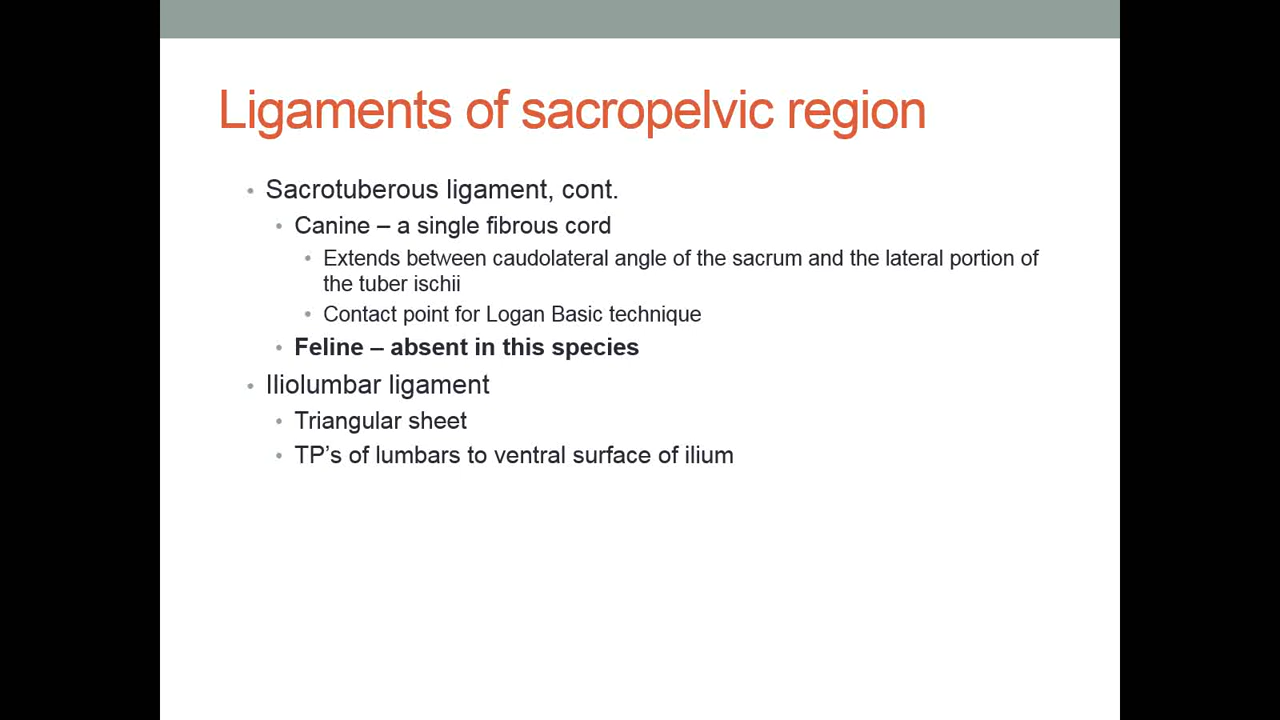 Ligaments of sacropelvic region
• Sacrotuberous ligament, cont.
• Canine – a single fibrous cord
• Extends between caudolateral angle of the sacrum and the lateral portion of
the tuber ischii
• Contact point for Logan Basic technique
• Feline – absent in this species
• Iliolumbar ligament
• Triangular sheet
• TP’s of lumbars to ventral surface of ilium